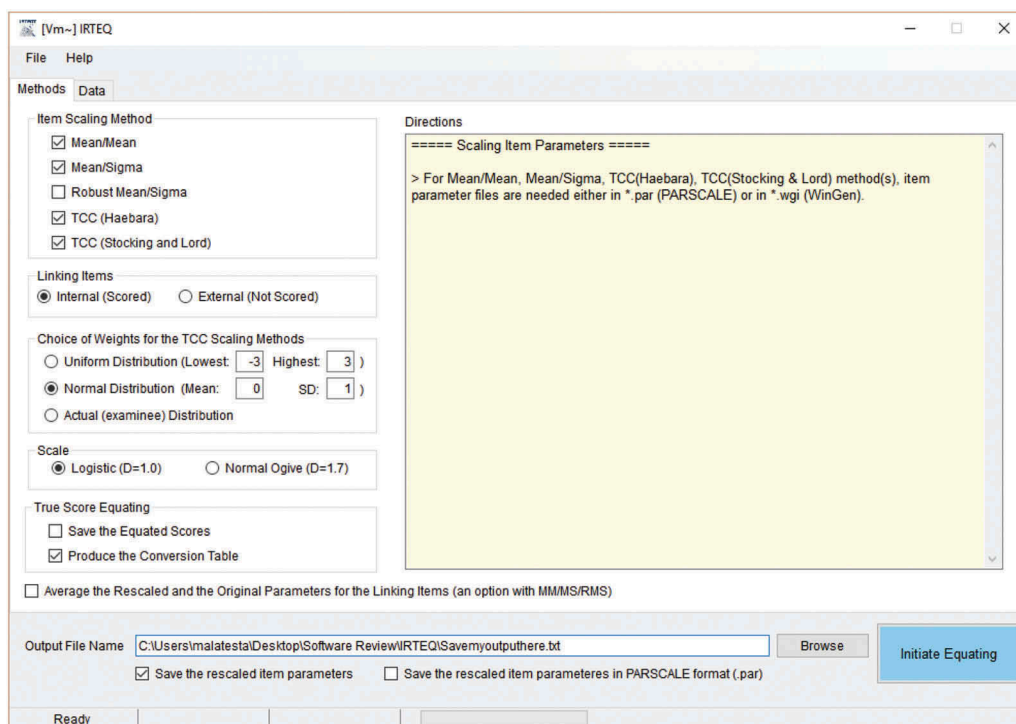 [Vm~] IRTEQ
File Help
Methods Data
Item Scaling Method
Mean/Mean
Mean/Sigma
Robust Mean/Sigma
TCC (Haebara)
TCC (Stocking and Lord)
Linking Items
Internal (Scored) External (Not Scored)
Choice of Weights for the TCC Scaling Methods
Uniform Distribution (Lowest: -3 Highest: 3 )
Normal Distribution (Mean: 0 SD: 1 )
Actual (examinee) Distribution
Scale
Logistic (D=1.0) Normal Ogive (D=1.7)
True Score Equating
Save the Equated Scores
Produce the Conversion Table
Directions
===== Scaling Item Parameters =====
> For Mean/Mean, Mean/Sigma, TCC(Haebara), TCC(Stocking & Lord) method(s), item
parameter files are needed either in *.par (PARSCALE) or in *.wgi (WinGen).
Average the Rescaled and the Original Parameters for the Linking Items (an option with MM/MS/RMS)
Output File Name C:\Users\malatesta\Desktop\Software Review\IRTEQ\Savemyoutputhere.txt Browse
Initiate Equating
Save the rescaled item parameters Save the rescaled item parameteres in PARSCALE format (.par)
Ready